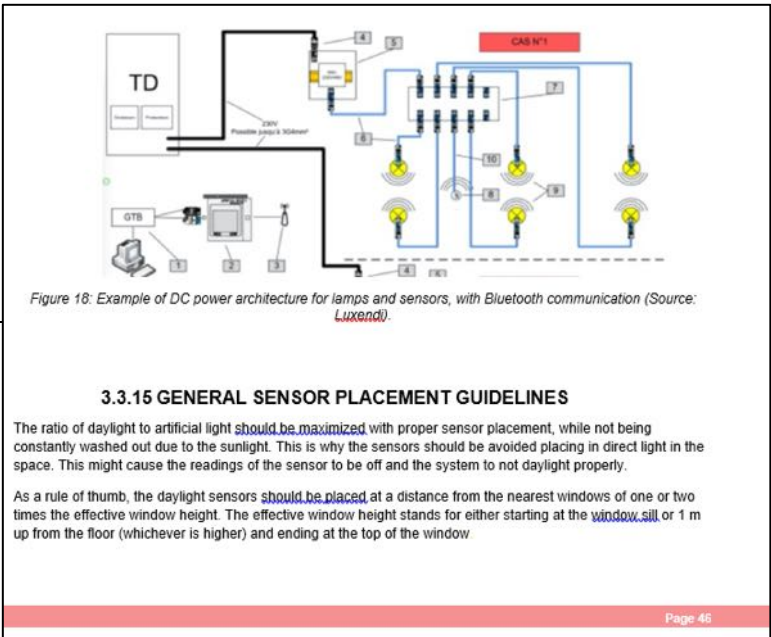 4
5
CAS N°1
TD
7
230V
Possible jusqu'à 3G4mm²
6
10
8
9
GTB
1
2
3
4
Figure 18: Example of DC power architecture for lamps and sensors, with Bluetooth communication (Source:
Luxendi).
3.3.15 GENERAL SENSOR PLACEMENT GUIDELINES
The ratio of daylight to artificial light should be maximized with proper sensor placement, while not being
constantly washed out due to the sunlight. This is why the sensors should be avoided placing in direct light in the
space. This might cause the readings of the sensor to be off and the system to not daylight properly.
As a rule of thumb, the daylight sensors should be placed at a distance from the nearest windows of one or two
times the effective window height. The effective window height stands for either starting at the window sill or 1 m
up from the floor (whichever is higher) and ending at the top of the window
Page 46